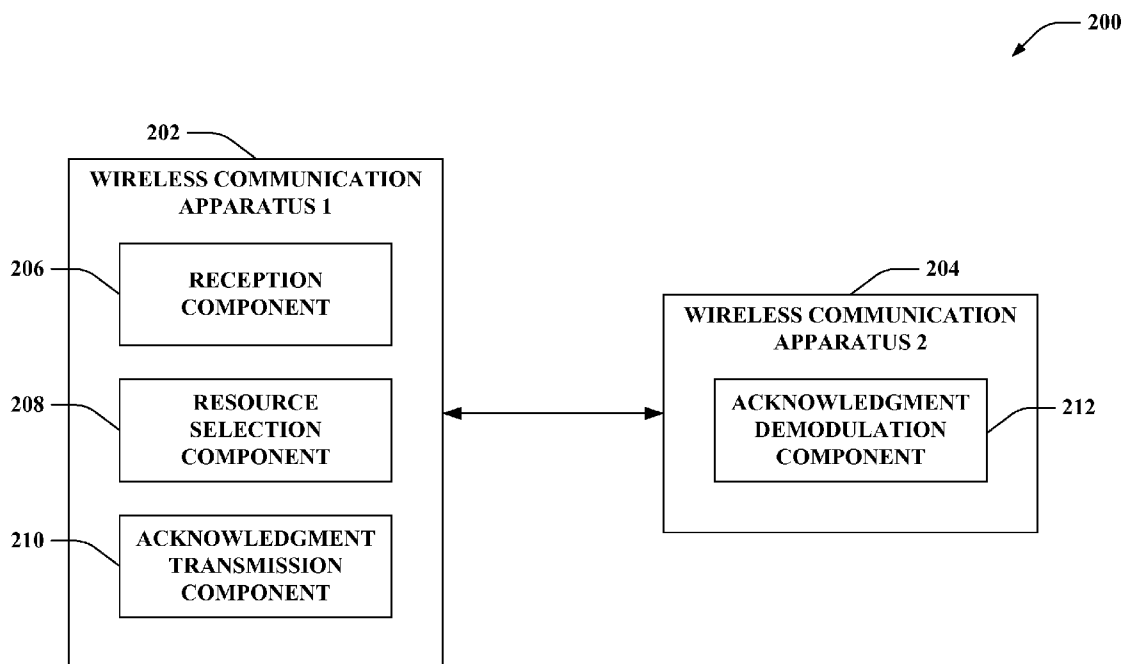 200
202
WIRELESS COMMUNICATION
APPARATUS 1
206
RECEPTION
COMPONENT
208
RESOURCE
SELECTION
COMPONENT
210
ACKNOWLEDGMENT
TRANSMISSION
COMPONENT
204
WIRELESS COMMUNICATION
APPARATUS 2
ACKNOWLEDGMENT
DEMODULATION
COMPONENT
212